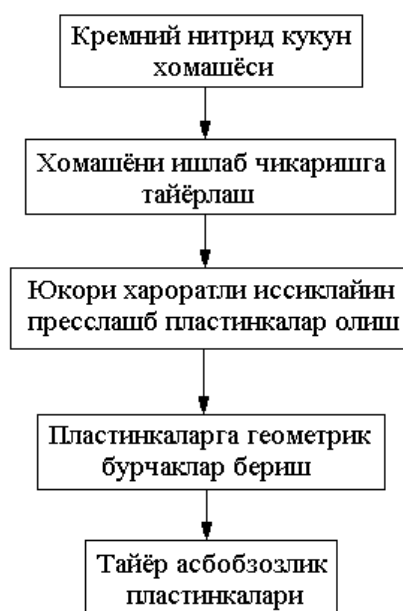 Кремний нитрид кукун
хомашёси
Хомашёни ишлаб чикаришга
тайёрлаш
Юкори хароратли иссиклайин
пресслашб пластинкалар олиш
Пластинкаларга геометрик
бурчаклар бериш
Тайёр асбобзозлик
пластинкалари